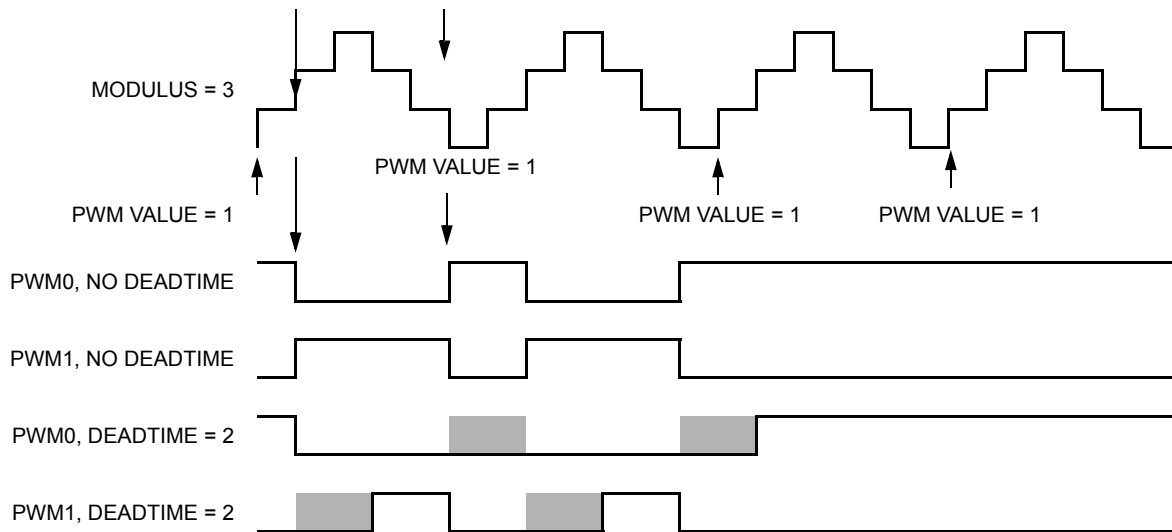 MODULUS = 3
PWM VALUE = 1
PWM VALUE = 1
PWM VALUE = 1
PWM VALUE = 1
PWM0, NO DEADTIME
PWM1, NO DEADTIME
PWM0, DEADTIME = 2
PWM1, DEADTIME = 2